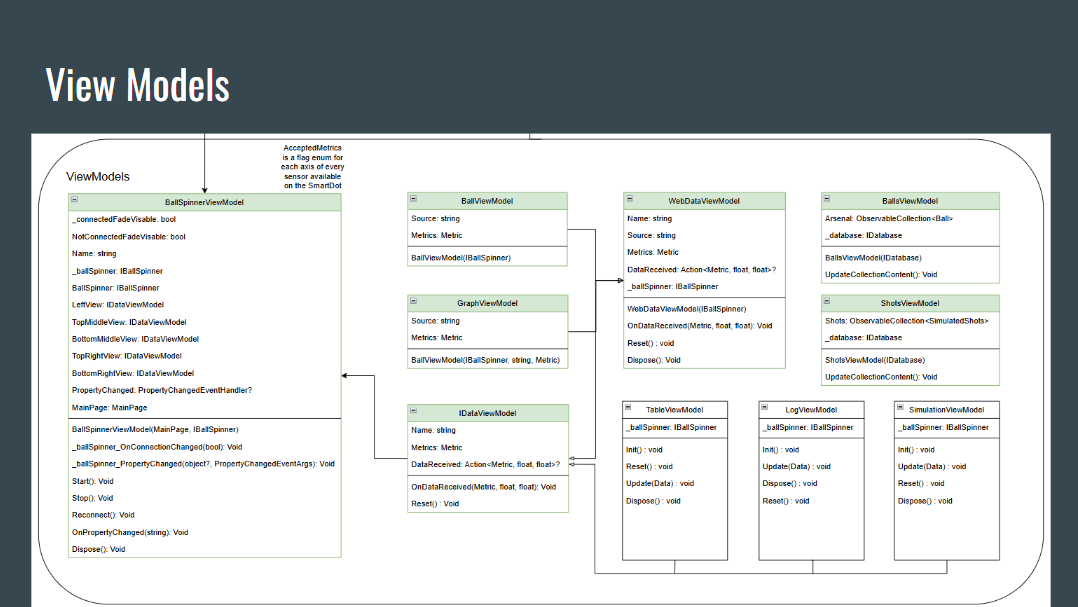 View Models
ViewModels
AcceptedMetrics
is a flag enum for
each axis of every
sensor available
on the SmartDot
BallSpinnerViewModel
_connectedFadeVisable: bool
NotConnectedFadeVisable: bool
Name: string
_ballSpinner: IBallSpinner
BallSpinner: IBallSpinner
LeftView: IDataViewModel
TopMiddleView: IDataViewModel
BottomMiddleView: IDataViewModel
TopRightView: IDataViewModel
BottomRightView: IDataViewModel
PropertyChanged: PropertyChangedEventHandler?
MainPage: MainPage
BallSpinnerViewModel(MainPage, IBallSpinner)
_ballSpinner_OnConnectionChanged(bool): Void
_ballSpinner_PropertyChanged(object?, PropertyChangedEventArgs): Void
Start(): Void
Stop(): Void
Reconnect(): Void
OnPropertyChanged(string): Void
Dispose(): Void
BallViewModel
Source: string
Metrics: Metric
BallViewModel(IBallSpinner)
GraphViewModel
Source: string
Metrics: Metric
BallViewModel(IBallSpinner, string, Metric)
IDataViewModel
Name: string
Metrics: Metric
DataReceived: Action<Metric, float, float>?
OnDataReceived(Metric, float, float): Void
Reset() : Void
WebDataViewModel
Name: string
Source: string
Metrics: Metric
DataReceived: Action<Metric, float, float>?
_ballSpinner: IBallSpinner
WebDataViewModel(IBallSpinner)
OnDataReceived(Metric, float, float): Void
Reset() : void
Dispose(): Void
BallsViewModel
Arsenal: ObservableCollection<Ball>
_database: IDatabase
BallsViewModel(IDatabase)
UpdateCollectionContent(): Void
ShotsViewModel
Shots: ObservableCollection<SimulatedShots>
_database: IDatabase
ShotsViewModel(IDatabase)
UpdateCollectionContent(): Void
TableViewModel
_ballSpinner: IBallSpinner
Init() : void
Reset() : void
Update(Data) : void
Dispose() : void
LogViewModel
_ballSpinner: IBallSpinner
Init() : void
Update(Data) : void
Dispose() : void
Reset() : void
SimulationViewModel
_ballSpinner: IBallSpinner
Init() : void
Update(Data) : void
Reset() : void
Dispose() : void